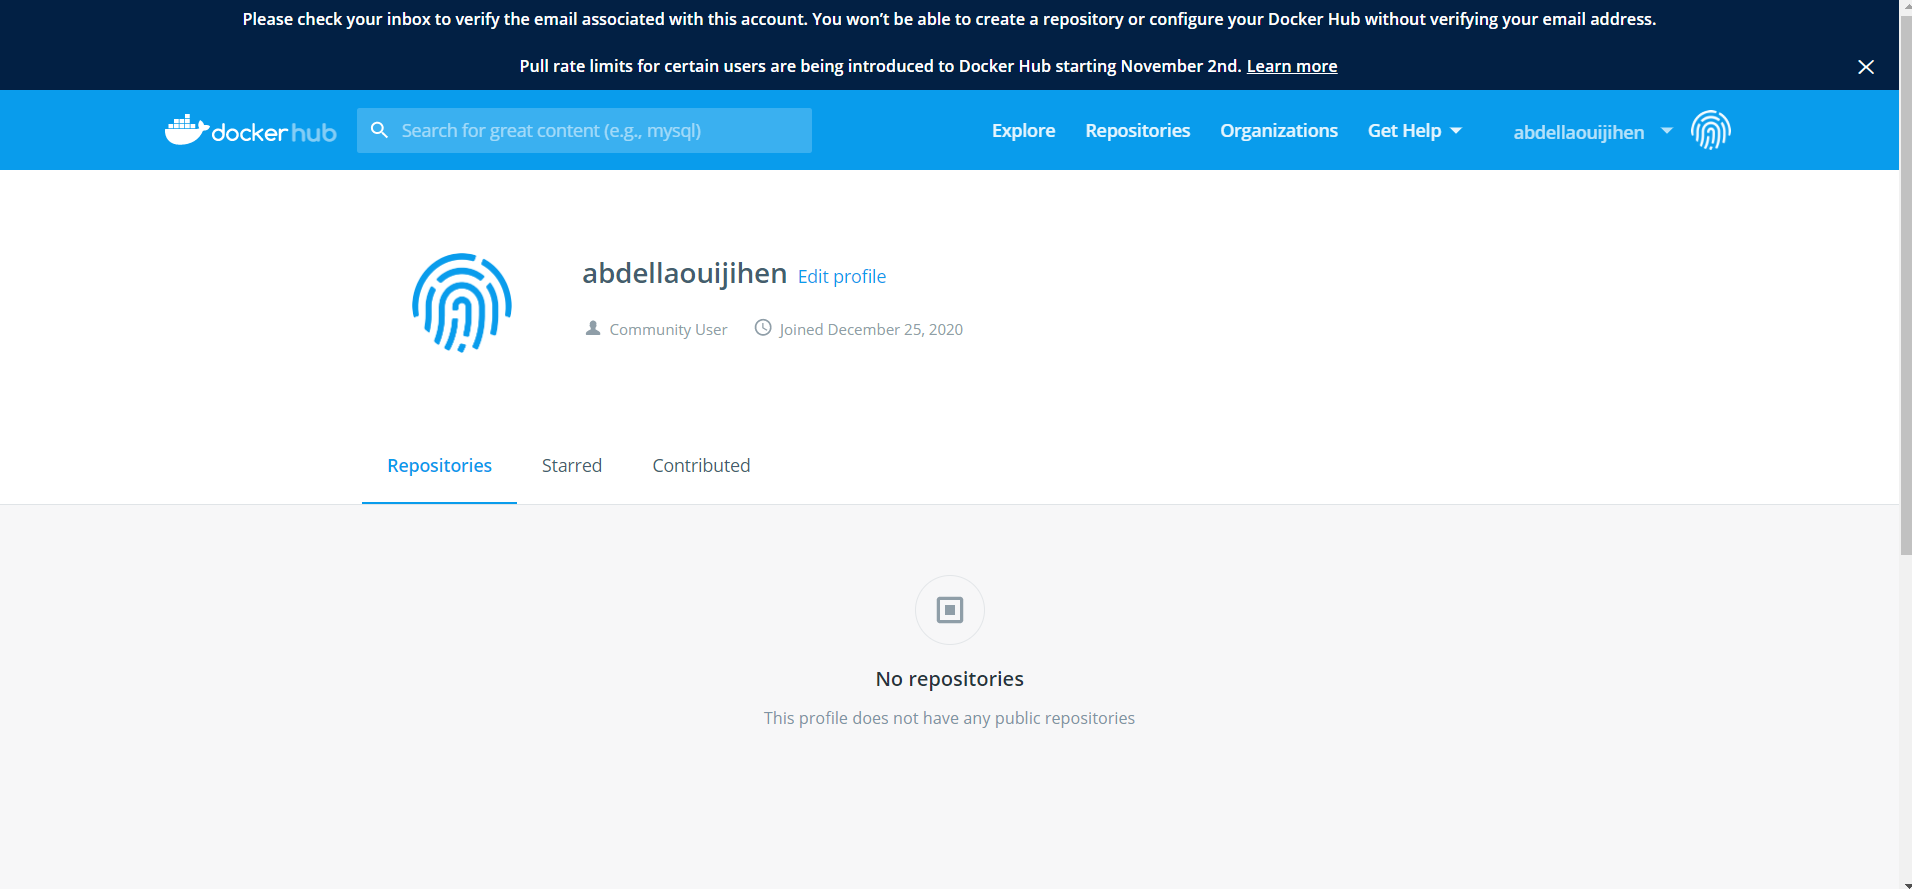 Please check your inbox to verify the email associated with this account. You won’t be able to create a repository or configure your Docker Hub without verifying your email address.
Pull rate limits for certain users are being introduced to Docker Hub starting November 2nd. Learn more
docker hub Search for great content (e.g., mysql) Explore Repositories Organizations Get Help abdellaouijihen
abdellaouijihen Edit profile
Community User Joined December 25, 2020
Repositories Starred Contributed
No repositories
This profile does not have any public repositories